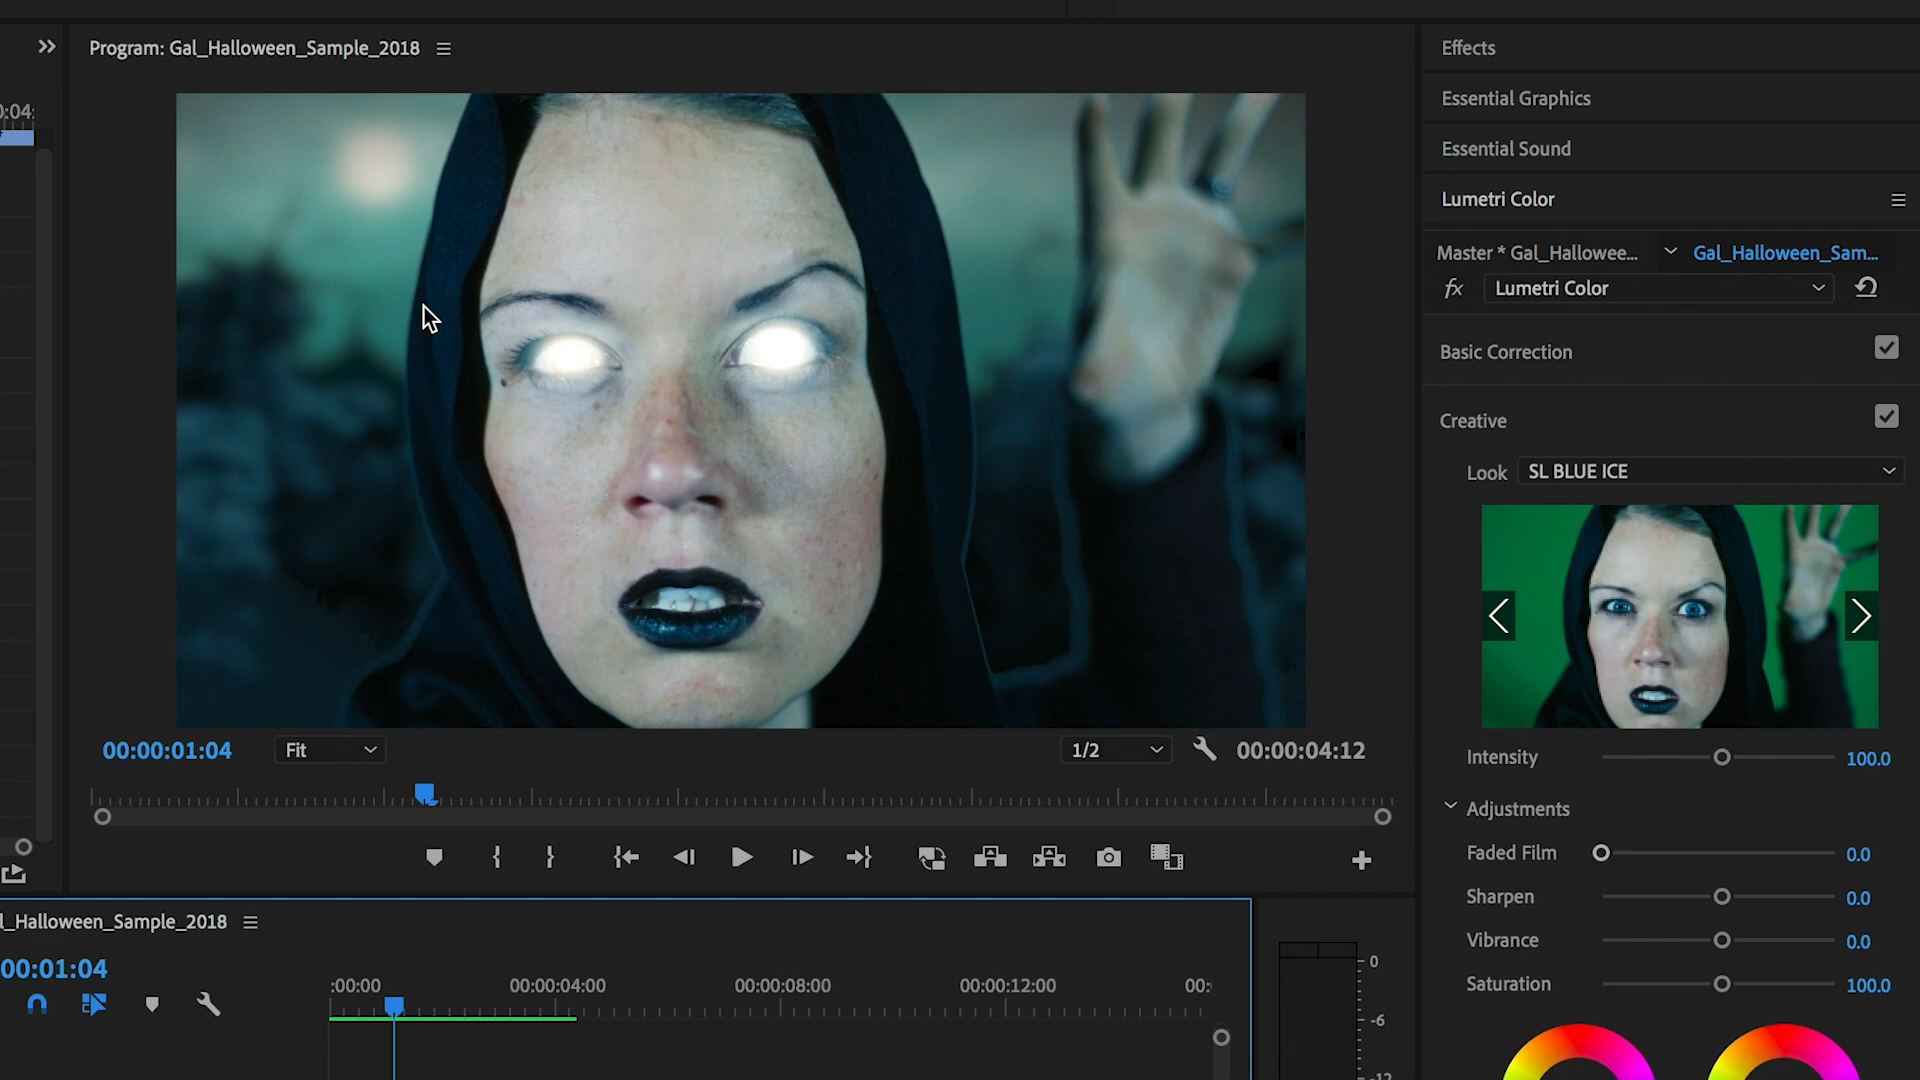 Program: Gal_Halloween_Sample_2018
00:00:01:04
Fit
1/2
00:00:04:12
l_Halloween_Sample_2018
00:01:04
:00:00
00:00:04:00
00:00:08:00
00:00:12:00
00:
0
-6
-12
0:04:
Effects
Essential Graphics
Essential Sound
Lumetri Color
Master * Gal_Hallowee...
Gal_Halloween_Sam...
fx
Lumetri Color
Basic Correction
Creative
Look
SL BLUE ICE
Intensity
100.0
Adjustments
Faded Film
0.0
Sharpen
0.0
Vibrance
0.0
Saturation
100.0